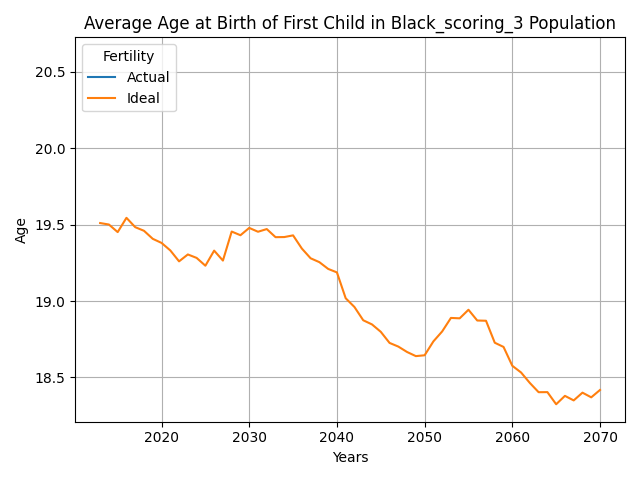 Average Age at Birth of First Child in Black_scoring_3 Population
Fertility
Actual
Ideal
20.5
20.0
19.5
19.0
18.5
Age
2020 2030 2040 2050 2060 2070
Years